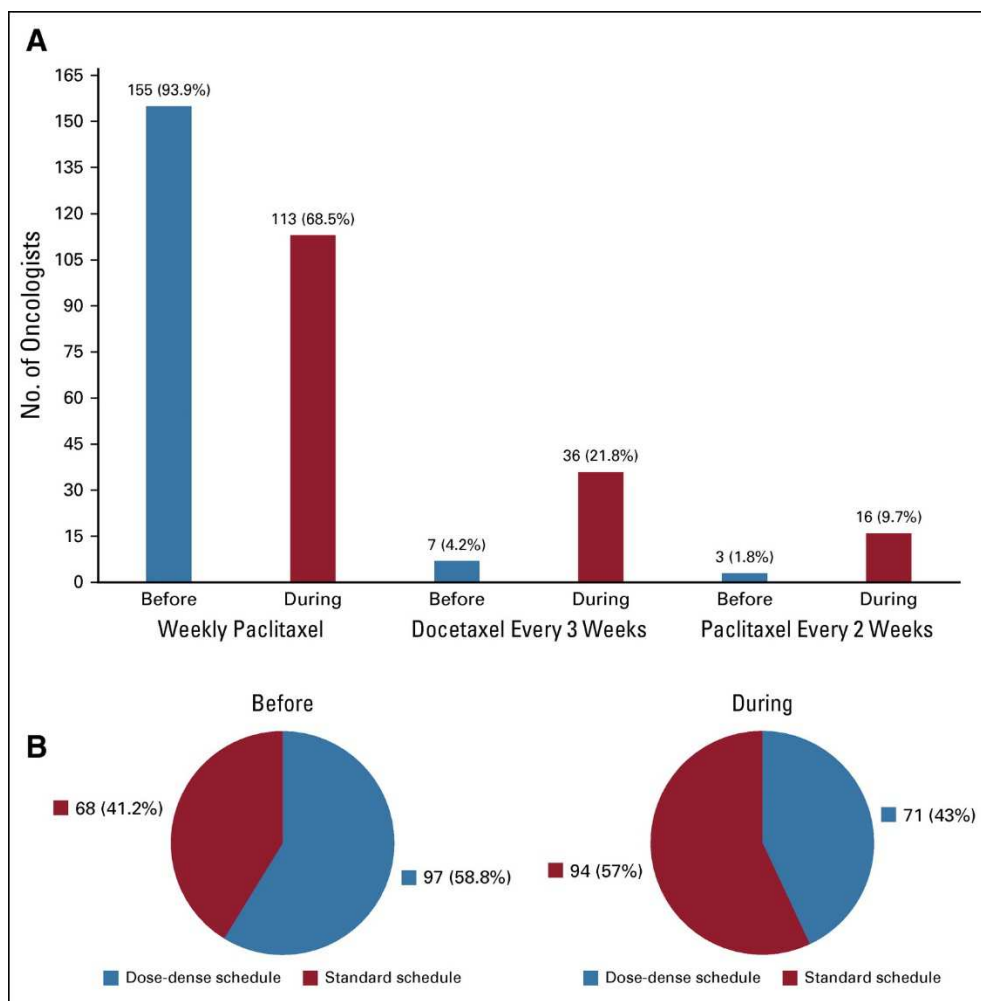 A
No. of Oncologists
165
150
135
120
105
90
75
60
45
30
15
0
155 (93.9%)
113 (68.5%)
7 (4.2%)
36 (21.8%)
3 (1.8%)
16 (9.7%)
Before During Before During Before During
Weekly Paclitaxel Docetaxel Every 3 Weeks Paclitaxel Every 2 Weeks
B
Before
68 (41.2%)
97 (58.8%)
Dose-dense schedule Standard schedule
During
71 (43%)
94 (57%)
Dose-dense schedule Standard schedule